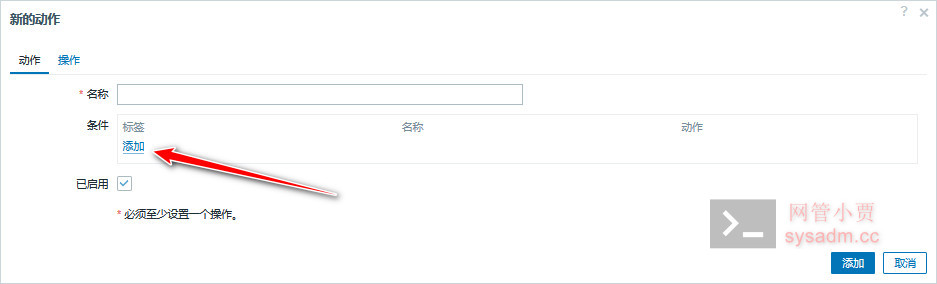 新的动作
? ×
动作 操作
* 名称
条件 标签 名称 动作
添加
已启用
* 必须至少设置一个操作。
网管小贾
sysadm.cc
添加 取消